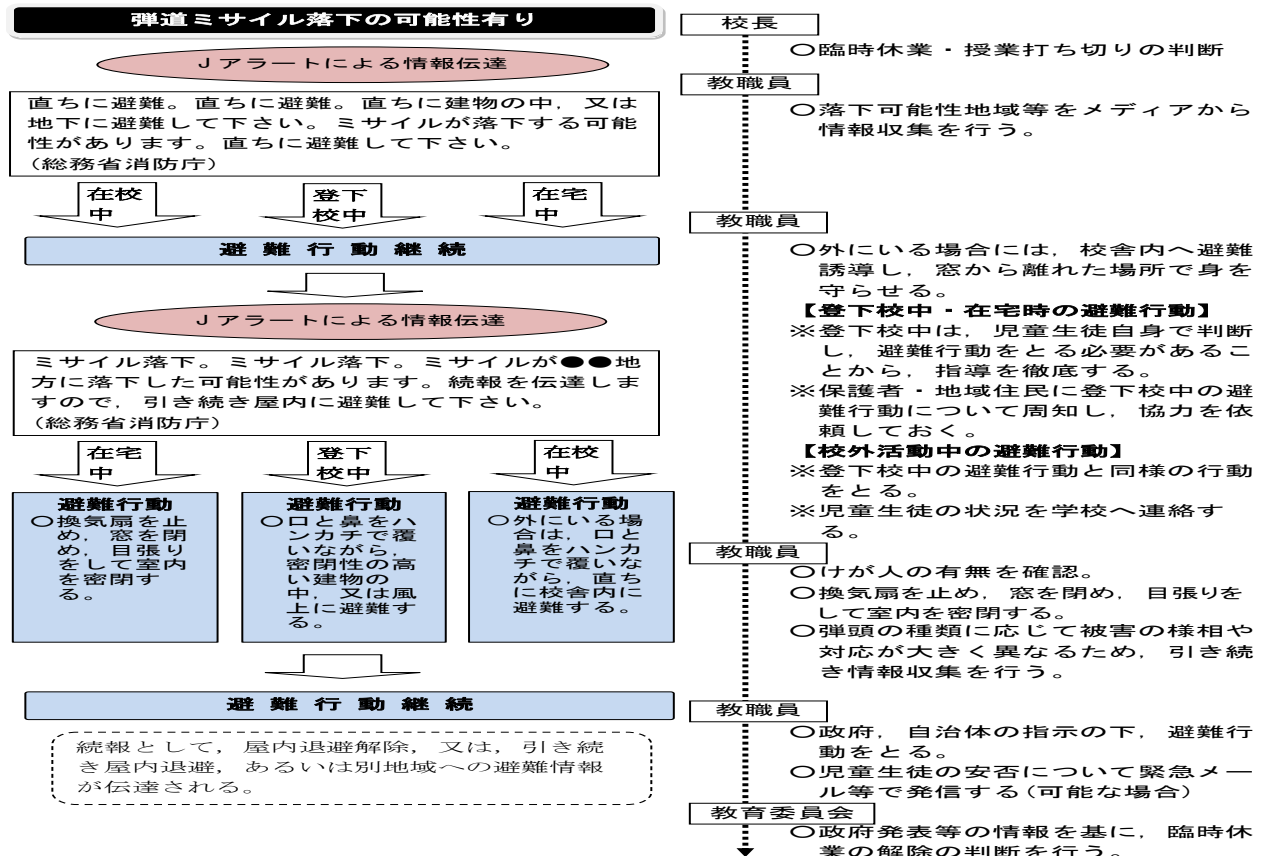 弾道ミサイル落下の可能性有り
Jアラートによる情報伝達
直ちに避難。直ちに避難。直ちに建物の中，又は
地下に避難して下さい。ミサイルが落下する可能
性があります。直ちに避難して下さい。
(総務省消防庁)
在校
中
登下
校中
在宅
中
避難行動継続
Jアラートによる情報伝達
ミサイル落下。ミサイル落下。ミサイルが●●地
方に落下した可能性があります。続報を伝達しま
すので，引き続き屋内に避難して下さい。
(総務省消防庁)
在宅
中
登下
校中
在校
中
避難行動
○換気扇を止
め，窓を閉
め，目張り
をして室内
を密閉す
る。
避難行動
○口と鼻をハ
ンカチで覆
いながら，
密閉性の高
い建物の
中，又は風
上に避難す
る。
避難行動
○外にいる場
合は，口と
鼻をハンカ
チで覆いな
がら，直ち
に校舎内に
避難する。
避難行動継続
続報として，屋内退避解除，又は，引き続
き屋内退避，あるいは別地域への避難情報
が伝達される。
校長
○臨時休業・授業打ち切りの判断
教職員
○落下可能性地域等をメディアから
情報収集を行う。
教職員
○外にいる場合には，校舎内へ避難
誘導し，窓から離れた場所で身を
守らせる。
【登下校中・在宅時の避難行動】
※登下校中は，児童生徒自身で判断
し，避難行動をとる必要があるこ
とから，指導を徹底する。
※保護者・地域住民に登下校中の避
難行動について周知し，協力を依
頼しておく。
【校外活動中の避難行動】
※登下校中の避難行動と同様の行動
をとる。
※児童生徒の状況を学校へ連絡す
る。
教職員
○けが人の有無を確認。
○換気扇を止め，窓を閉め，目張りを
して室内を密閉する。
○弾頭の種類に応じて被害の様相や
対応が大きく異なるため，引き続
き情報収集を行う。
教職員
○政府，自治体の指示の下，避難行
動をとる。
○児童生徒の安否について緊急メー
ル等で発信する(可能な場合)
教育委員会
○政府発表等の情報を基に，臨時休
業の解除の判断を行う。